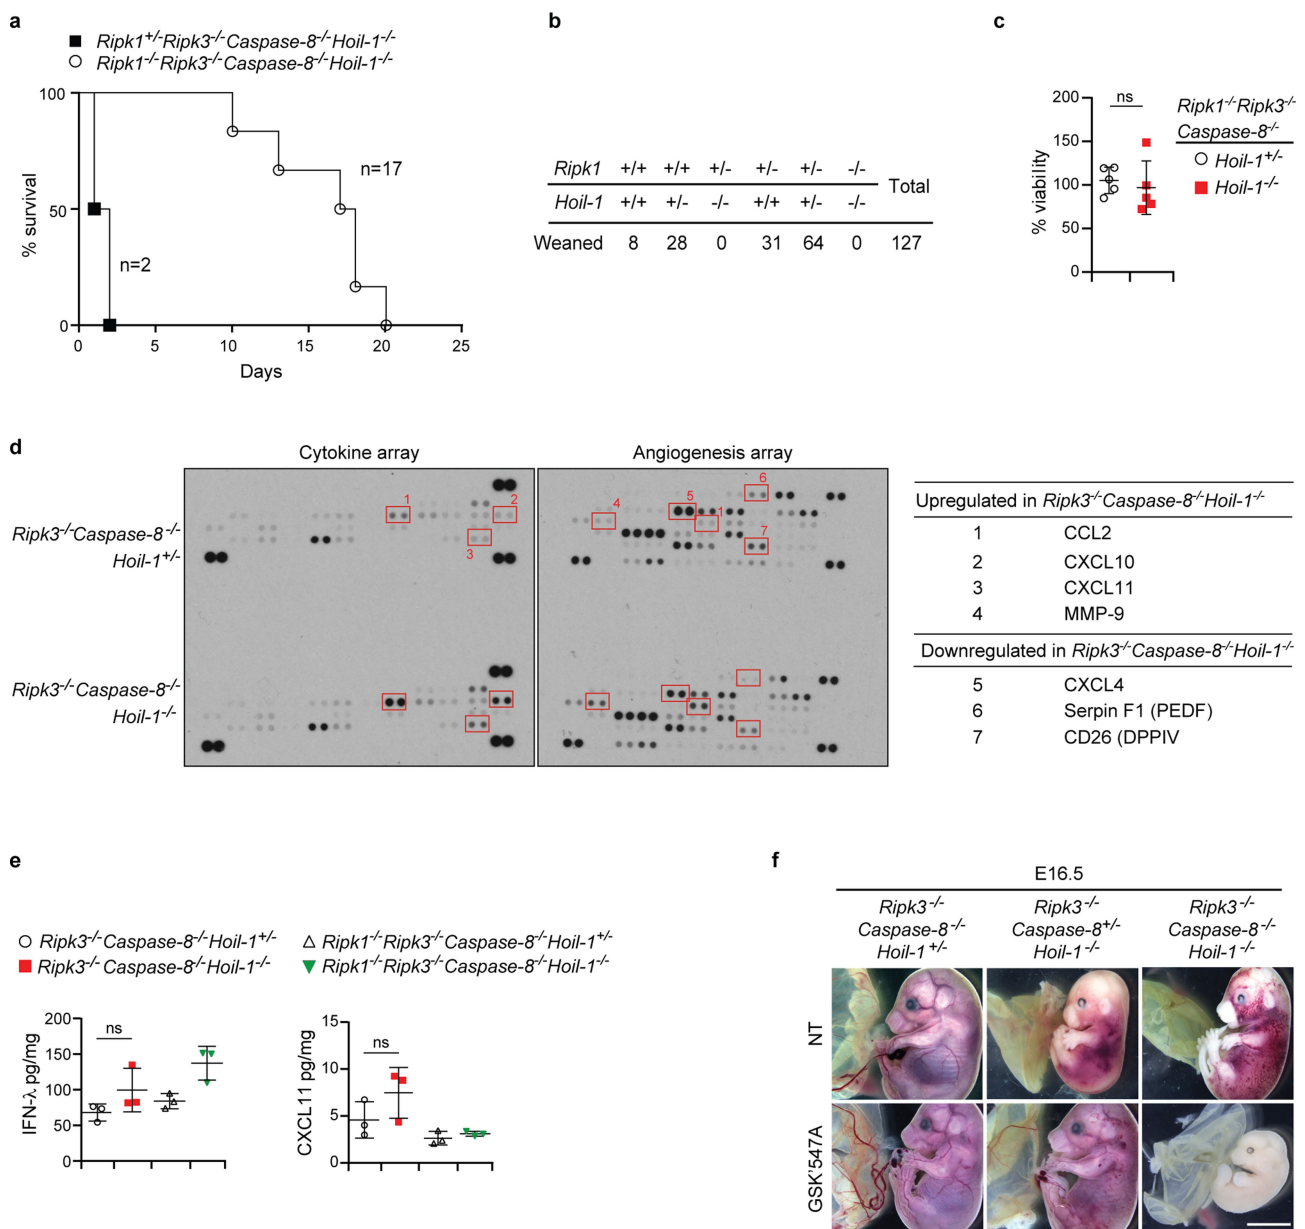 a
Ripk1+/-Ripk3-/-Caspase-8-/-Hoil-1-/-
Ripk1-/-Ripk3-/-Caspase-8-/-Hoil-1-/-
% survival
100
50
0
n=17
n=2
0 5 10 15 20 25
Days
b
Ripk1 +/+ +/+ +/- +/- +/- -/- Total
Hoil-1 +/+ +/- -/- +/+ +/- -/-
Weaned 8 28 0 31 64 0 127
c
% viability
200
150
100
50
0
ns
Ripk1-/-Ripk3-/-
Caspase-8-/-
Hoil-1+/-
Hoil-1-/-
d
Cytokine array
Angiogenesis array
Ripk3-/-Caspase-8-/-
Hoil-1+/-
1
2
3
4
5
6
1
7
Ripk3-/-Caspase-8-/-
Hoil-1-/-
Upregulated in Ripk3-/-Caspase-8-/-Hoil-1-/-
1 CCL2
2 CXCL10
3 CXCL11
4 MMP-9
Downregulated in Ripk3-/-Caspase-8-/-Hoil-1-/-
5 CXCL4
6 Serpin F1 (PEDF)
7 CD26 (DPPIV
e
Ripk3-/-Caspase-8-/-Hoil-1+/-
Ripk3-/-Caspase-8-/-Hoil-1-/-
Ripk1-/-Ripk3-/-Caspase-8-/-Hoil-1+/-
Ripk1-/-Ripk3-/-Caspase-8-/-Hoil-1-/-
IFN-λ pg/mg
200
150
100
50
0
ns
CXCL11 pg/mg
15
10
5
0
ns
f
E16.5
Ripk3-/-
Caspase-8-/-
Hoil-1+/-
Ripk3-/-
Caspase-8+/-
Hoil-1-/-
Ripk3-/-
Caspase-8-/-
Hoil-1-/-
NT
GSK'547A